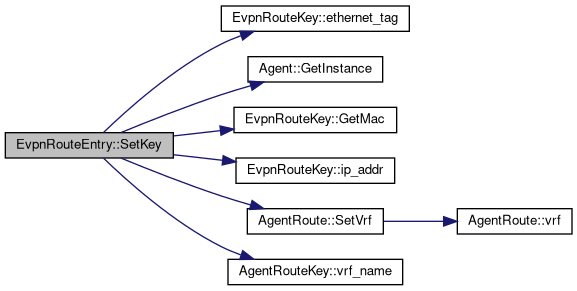 EvpnRouteKey::ethernet_tag
Agent::GetInstance
EvpnRouteKey::GetMac
EvpnRouteEntry::SetKey
EvpnRouteKey::ip_addr
AgentRoute::SetVrf
AgentRoute::vrf
AgentRouteKey::vrf_name